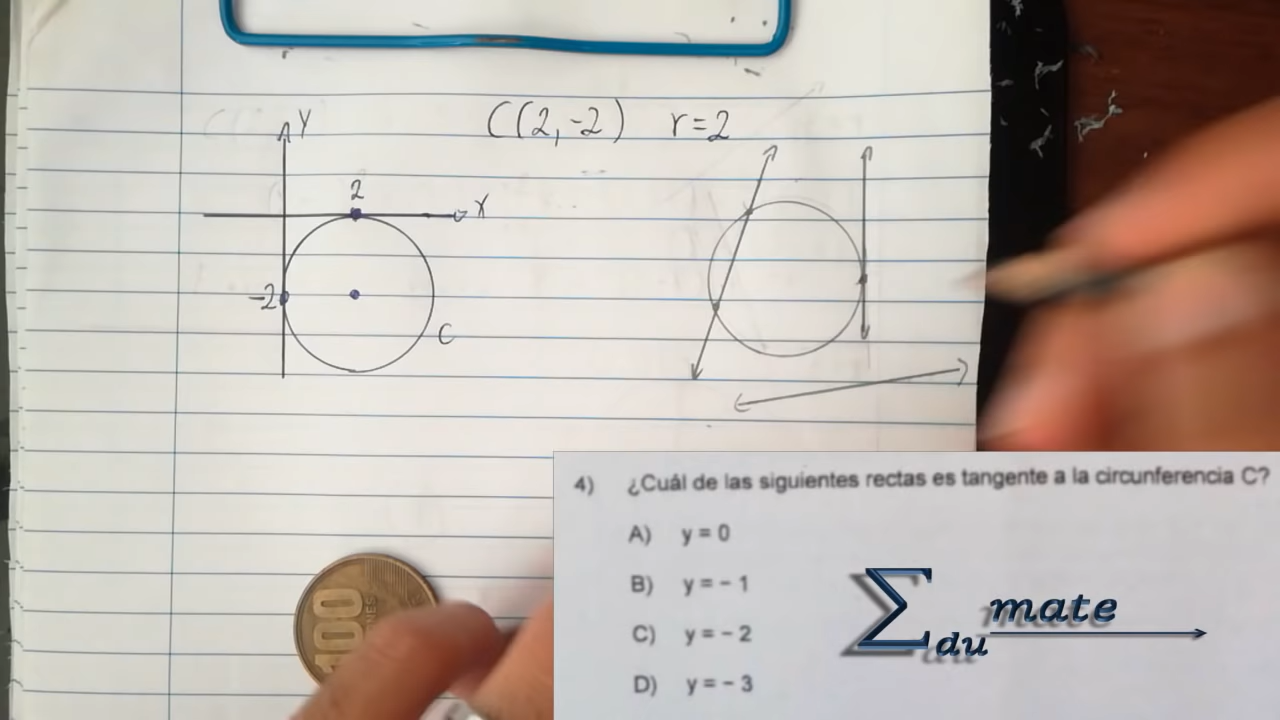 C(2,-2) r=2
Y
2
X
-2
C
100
4) ¿Cuál de las siguientes rectas es tangente a la circunferencia C?
A) y = 0
B) y = - 1
C) y = - 2
D) y = - 3
Σdu mate